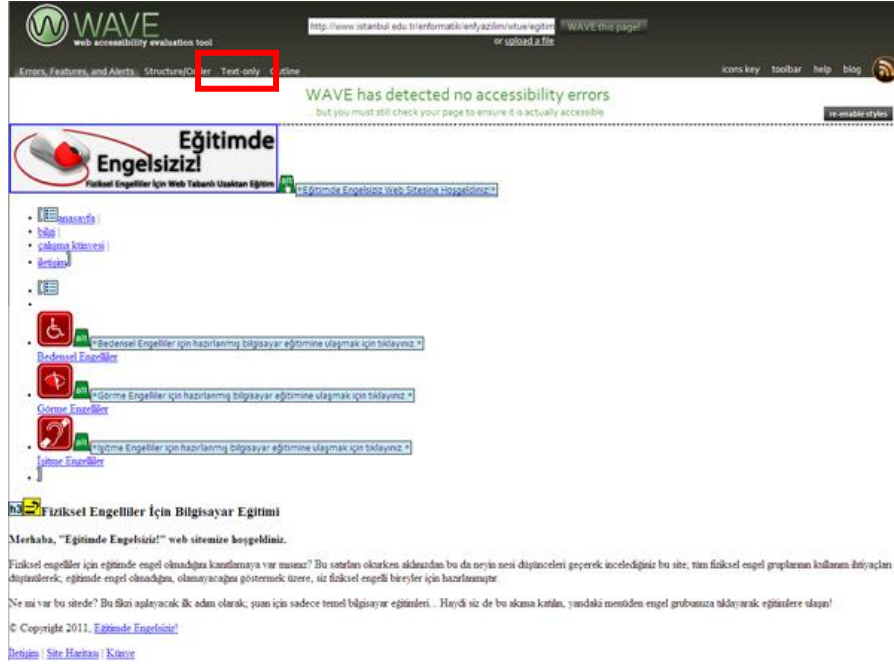 WAVE
web accessibility evaluation tool
http://www.istanbul.edu.tr/enformatik/enfyazilim/wtue/egitim WAVE this page!
or upload a file
Errors, Features, and Alerts Structure/Order Text-only Outline icons key toolbar help blog
WAVE has detected no accessibility errors
...but you must still check your page to ensure it is actually accessible
re-enable styles
Eğitimde
Engelsiziz!
Fiziksel Engelliler İçin Web Tabanlı Uzaktan Eğitim
alt *Eğitimde Engelsiziz Web Sitesine Hoşgeldiniz!*
anasayfa |
bilgi |
çalışma künyesi |
iletişim
alt *Bedensel Engelliler için hazırlanmış bilgisayar eğitimine ulaşmak için tıklayınız.*
Bedensel Engelliler
alt *Görme Engelliler için hazırlanmış bilgisayar eğitimine ulaşmak için tıklayınız.*
Görme Engelliler
alt *İşitme Engelliler için hazırlanmış bilgisayar eğitimine ulaşmak için tıklayınız.*
İşitme Engelliler
h3 Fiziksel Engelliler İçin Bilgisayar Eğitimi
Merhaba, "Eğitimde Engelsiziz!" web sitemize hoşgeldiniz.
Fiziksel engelliler için eğitimde engel olmadığını kanıtlamaya var mısınız? Bu satırları okurken aklınızdan bu da neyin nesi düşünceleri geçerek incelediğiniz bu site; tüm fiziksel engel gruplarının kullanım ihtiyaçları
düşünülerek, eğitimde engel olmadığını, olamayacağını göstermek üzere, siz fiziksel engelli bireyler için hazırlanmıştır.
Ne mi var bu sitede? Bu fikri aşılayacak ilk adım olarak; şuan için sadece temel bilgisayar eğitimleri... Haydi siz de bu akıma katılın, yandaki menüden engel grubunuza tıklayarak eğitimlere ulaşın!
© Copyright 2011, Eğitimde Engelsiziz!
İletişim | Site Haritası | Künye